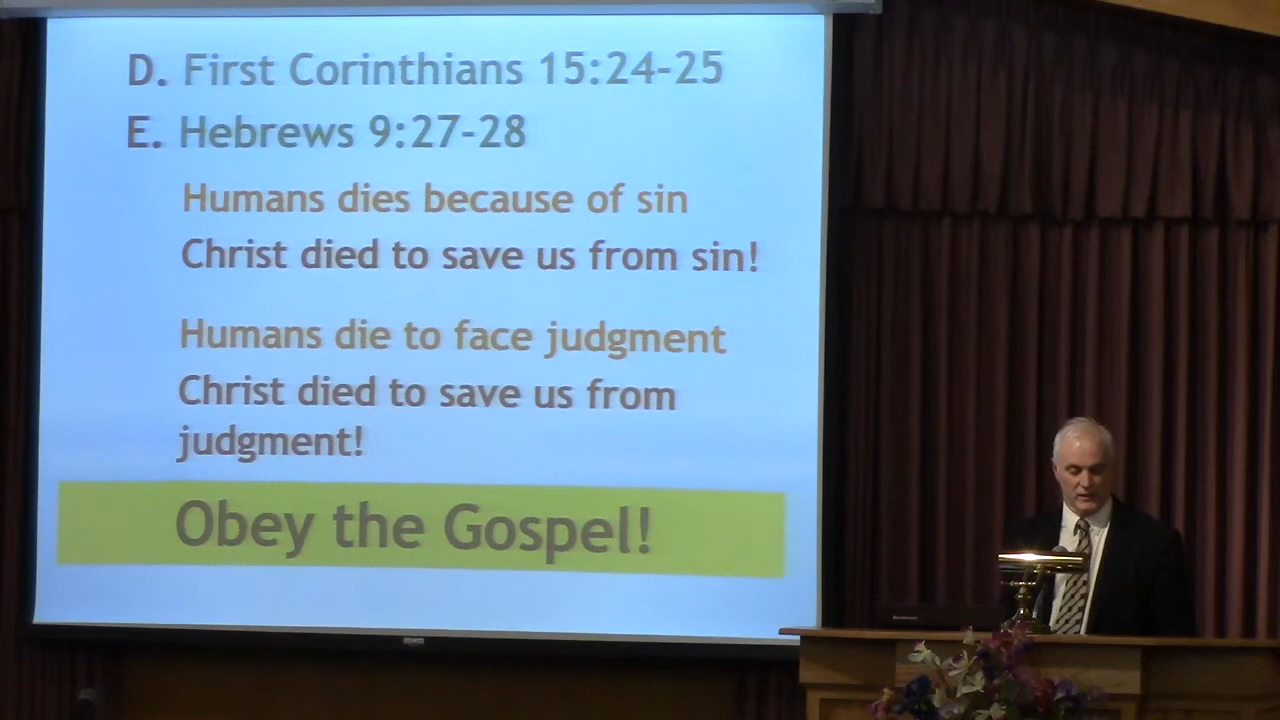 D. First Corinthians 15:24-25
E. Hebrews 9:27-28
Humans dies because of sin
Christ died to save us from sin!
Humans die to face judgment
Christ died to save us from
judgment!
Obey the Gospel!